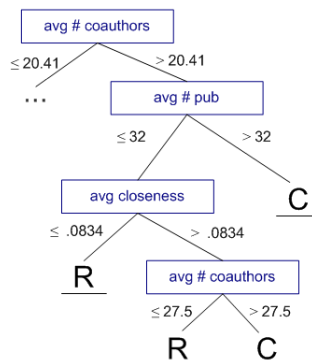 avg # coauthors
≤ 20.41
> 20.41
...
avg # pub
≤ 32
> 32
avg closeness
C
≤ .0834
> .0834
R
avg # coauthors
≤ 27.5
> 27.5
R
C